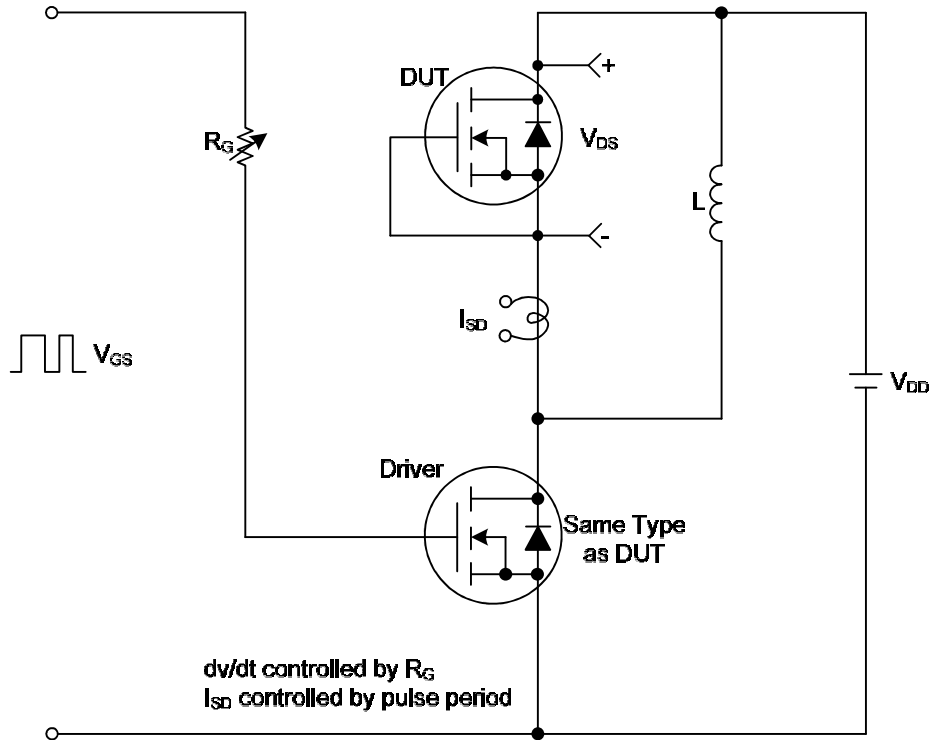 DUT
+
RG
VDS
L
-
ISD
VGS
VDD
Driver
Same Type
as DUT
dv/dt controlled by RG
ISD controlled by pulse period